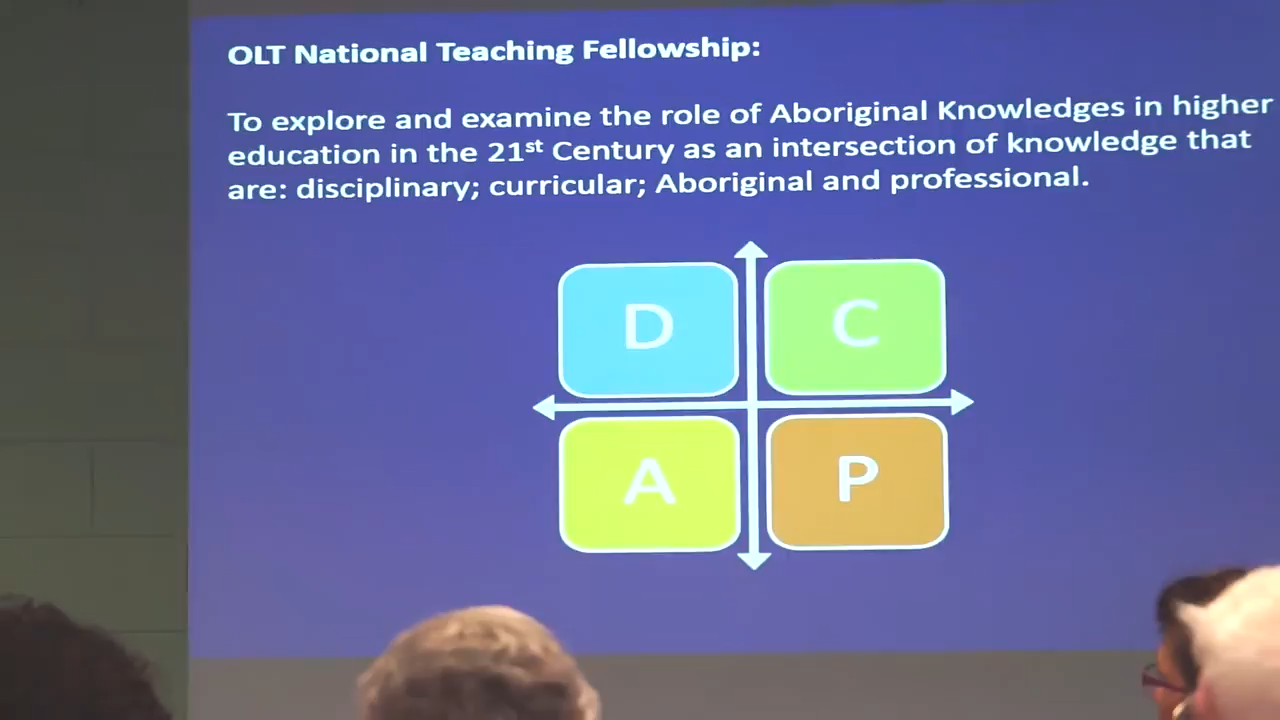 OLT National Teaching Fellowship:
To explore and examine the role of Aboriginal Knowledges in higher
education in the 21st Century as an intersection of knowledge that
are: disciplinary; curricular; Aboriginal and professional.
D C
A P